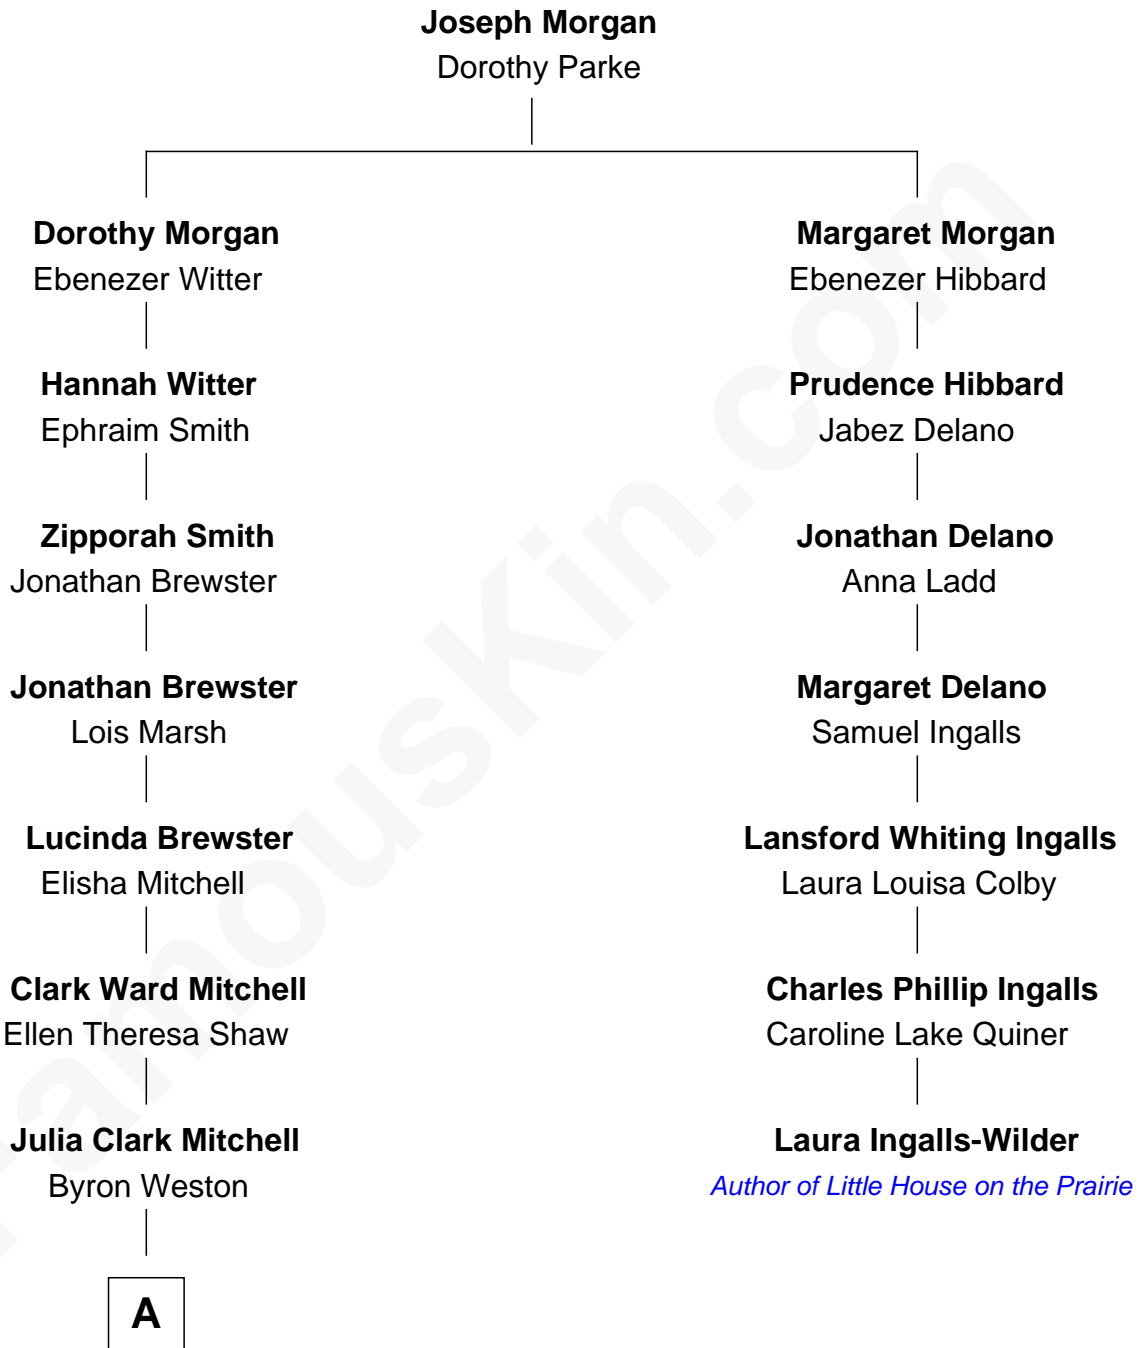 Joseph Morgan
Dorothy Parke
Dorothy Morgan
Ebenezer Witter
Margaret Morgan
Ebenezer Hibbard
Hannah Witter
Ephraim Smith
Prudence Hibbard
Jabez Delano
Zipporah Smith
Jonathan Brewster
Jonathan Delano
Anna Ladd
Jonathan Brewster
Lois Marsh
Margaret Delano
Samuel Ingalls
Lucinda Brewster
Elisha Mitchell
Lansford Whiting Ingalls
Laura Louisa Colby
Clark Ward Mitchell
Ellen Theresa Shaw
Charles Phillip Ingalls
Caroline Lake Quiner
Julia Clark Mitchell
Byron Weston
Laura Ingalls-Wilder
Author of Little House on the Prairie
A
FamousKin.com